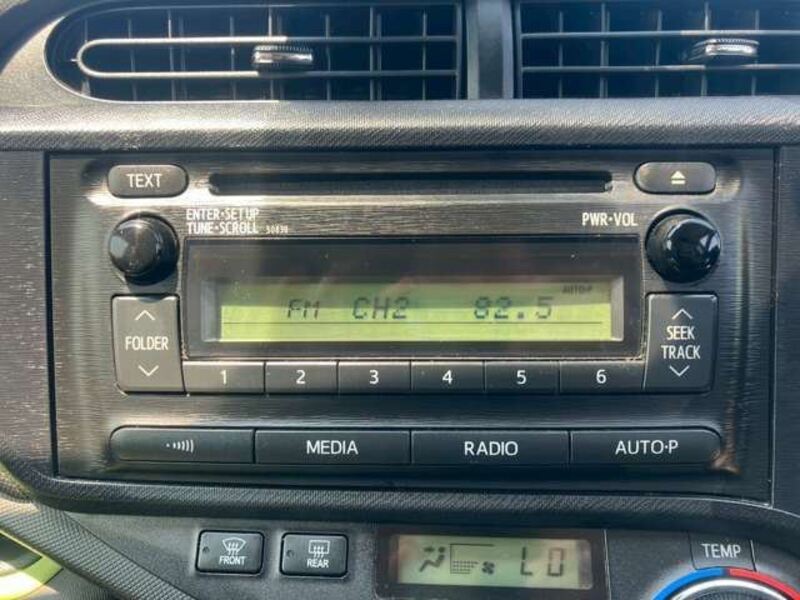 TEXT
ENTER·SETUP
TUNE·SCROLL 50838
PWR·VOL
AUTO·P
FM CH2 82.5
FOLDER
SEEK
TRACK
1 2 3 4 5 6
MEDIA RADIO AUTO·P
FRONT REAR
LO
TEMP